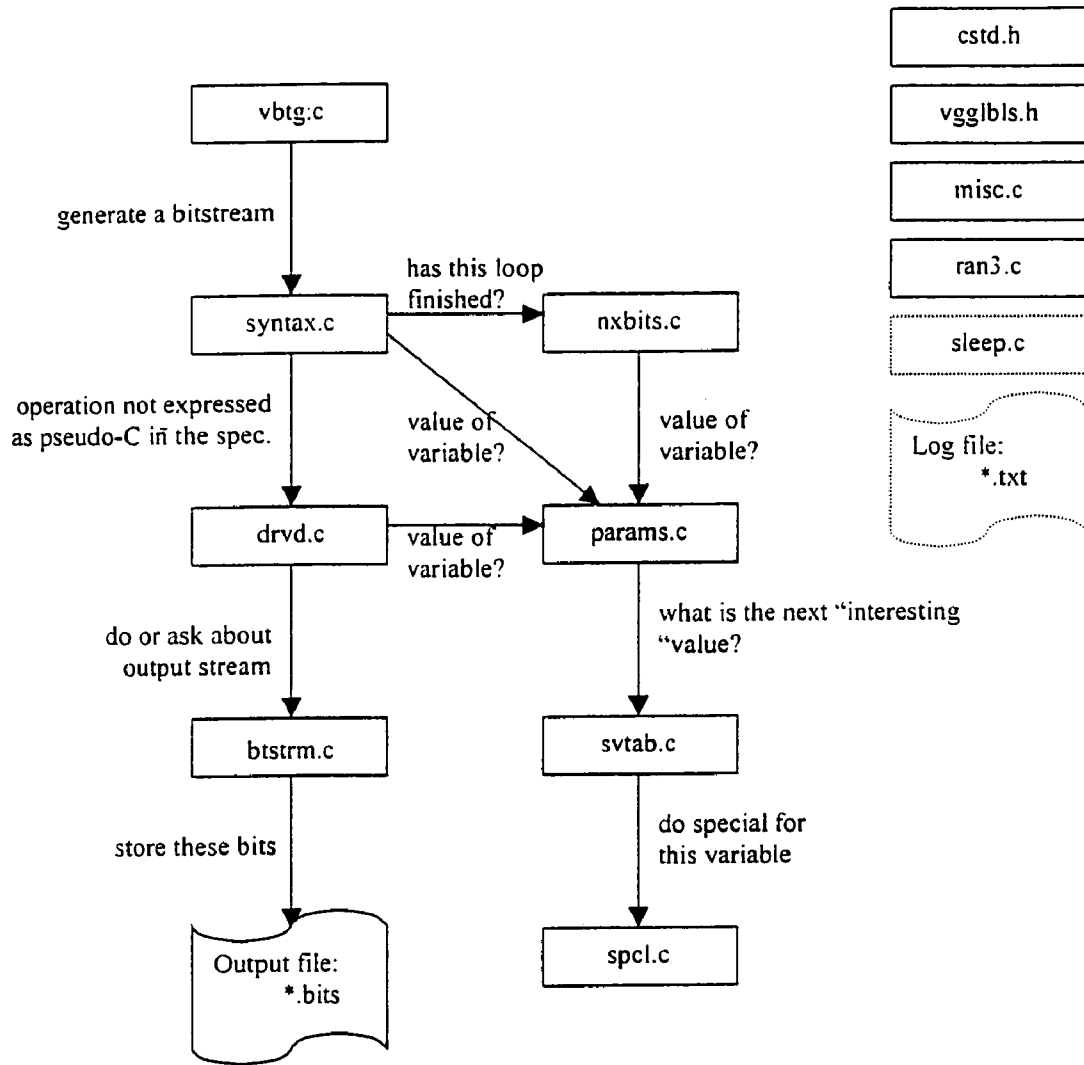 cstd.h
vbtg:c
vgglbls.h
misc.c
generate a bitstream
ran3.c
has this loop
finished?
syntax.c
nxbits.c
sleep.c
operation not expressed
as pseudo-C in the spec.
value of
variable?
value of
variable?
Log file:
*.txt
drvd.c
value of
variable?
params.c
what is the next “interesting
“value?
do or ask about
output stream
btstrm.c
svtab.c
store these bits
do special for
this variable
Output file:
*.bits
spcl.c